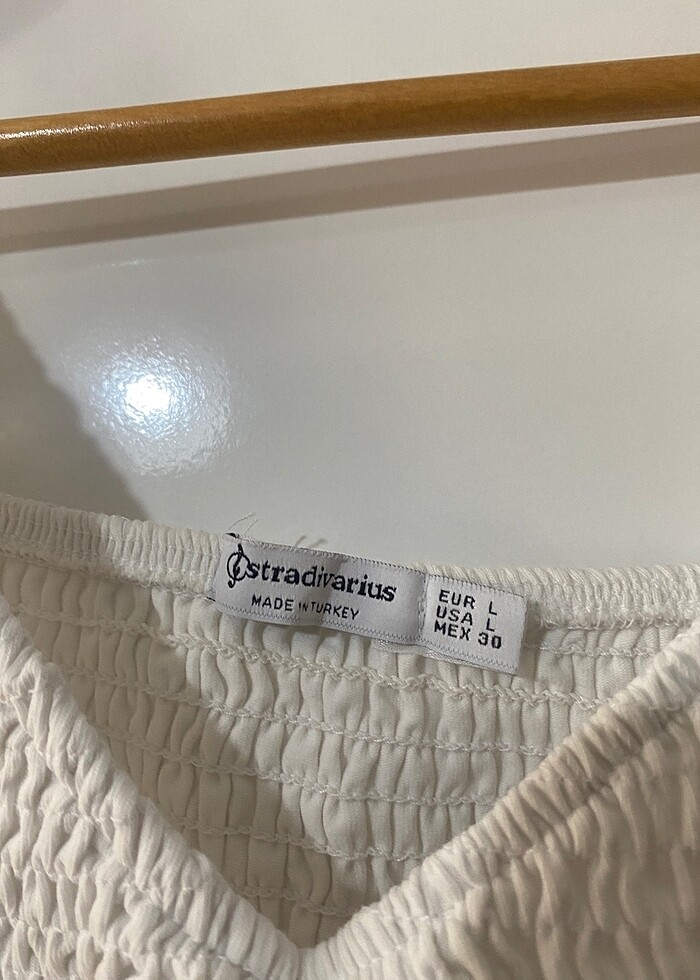 stradivarius
MADE IN TURKEY
EUR L
USA L
MEX 30